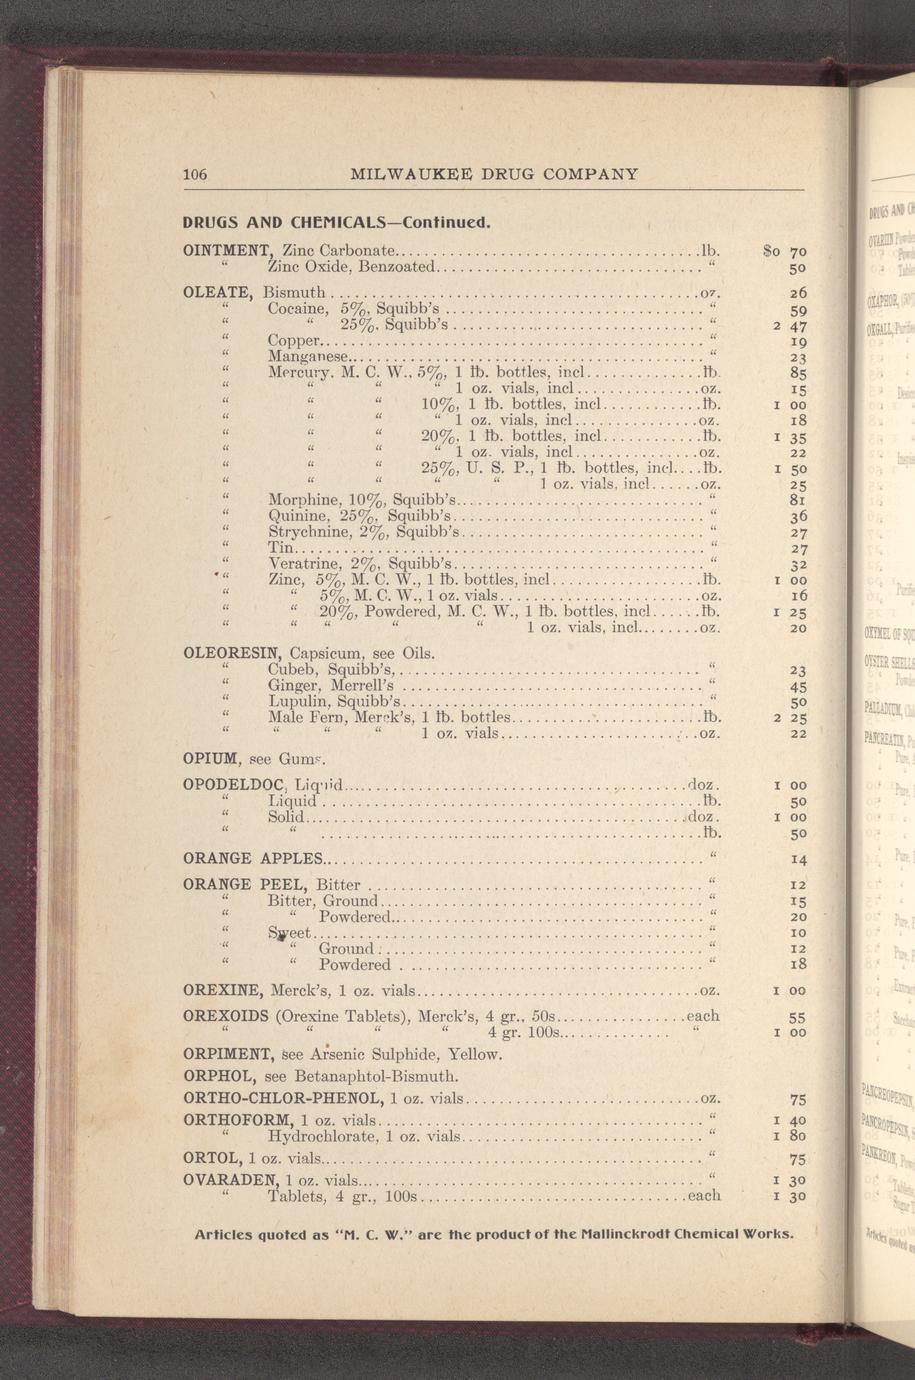 106 MILWAUKEE DRUG COMPANY
DRUGS AND CHEMICALS—Continued.
OINTMENT, Zinc Carbonate.....lb. $0 70
“ Zinc Oxide, Benzoated.....“ 50
OLEATE, Bismuth.....oz. 26
“ Cocaine, 5%, Squibb's.....“ 59
“ “ 25%, Squibb's.....“ 2 47
“ Copper.....“ 19
“ Manganese.....“ 23
“ Mercury. M. C. W., 5%, 1 lb. bottles, incl.....lb. 85
“ “ “ “ 1 oz. vials, incl.....oz. 15
“ “ “ 10%, 1 lb. bottles, incl.....lb. 1 00
“ “ “ “ 1 oz. vials, incl.....oz. 18
“ “ “ 20%, 1 lb. bottles, incl.....lb. 1 35
“ “ “ “ 1 oz. vials, incl.....oz. 22
“ “ “ 25%, U. S. P., 1 lb. bottles, incl....lb. 1 50
“ “ “ “ “ 1 oz. vials, incl......oz. 25
“ Morphine, 10%, Squibb's.....“ 81
“ Quinine, 25%, Squibb's.....“ 36
“ Strychnine, 2%, Squibb's.....“ 27
“ Tin.....“ 27
“ Veratrine, 2%, Squibb's.....“ 32
“ Zinc, 5%, M. C. W., 1 lb. bottles, incl.....lb. 1 00
“ “ 5%, M. C. W., 1 oz. vials.....oz. 16
“ “ 20%, Powdered, M. C. W., 1 lb. bottles, incl......lb. 1 25
“ “ “ “ “ 1 oz. vials, incl.....oz. 20
OLEORESIN, Capsicum, see Oils.
“ Cubeb, Squibb's,.....“ 23
“ Ginger, Merrell's.....“ 45
“ Lupulin, Squibb's.....“ 50
“ Male Fern, Merck's, 1 lb. bottles.....lb. 2 25
“ “ “ “ 1 oz. vials.....oz. 22
OPIUM, see Gums.
OPODELDOC, Liquid.....doz. 1 00
“ Liquid.....lb. 50
“ Solid.....doz. 1 00
“ “ .....lb. 50
ORANGE APPLES.....“ 14
ORANGE PEEL, Bitter.....“ 12
“ Bitter, Ground.....“ 15
“ “ Powdered.....“ 20
“ Sweet.....“ 10
“ “ Ground.....“ 12
“ “ Powdered.....“ 18
OREXINE, Merck's, 1 oz. vials.....oz. 1 00
OREXOIDS (Orexine Tablets), Merck's, 4 gr., 50s.....each 55
“ “ “ “ 4 gr. 100s.....“ 1 00
ORPIMENT, see Arsenic Sulphide, Yellow.
ORPHOL, see Betanaphtol-Bismuth.
ORTHO-CHLOR-PHENOL, 1 oz. vials.....oz. 75
ORTHOFORM, 1 oz. vials.....“ 1 40
“ Hydrochlorate, 1 oz. vials.....“ 1 80
ORTOL, 1 oz. vials.....“ 75
OVARADEN, 1 oz. vials.....“ 1 30
“ Tablets, 4 gr., 100s.....each 1 30
Articles quoted as “M. C. W.” are the product of the Mallinckrodt Chemical Works.